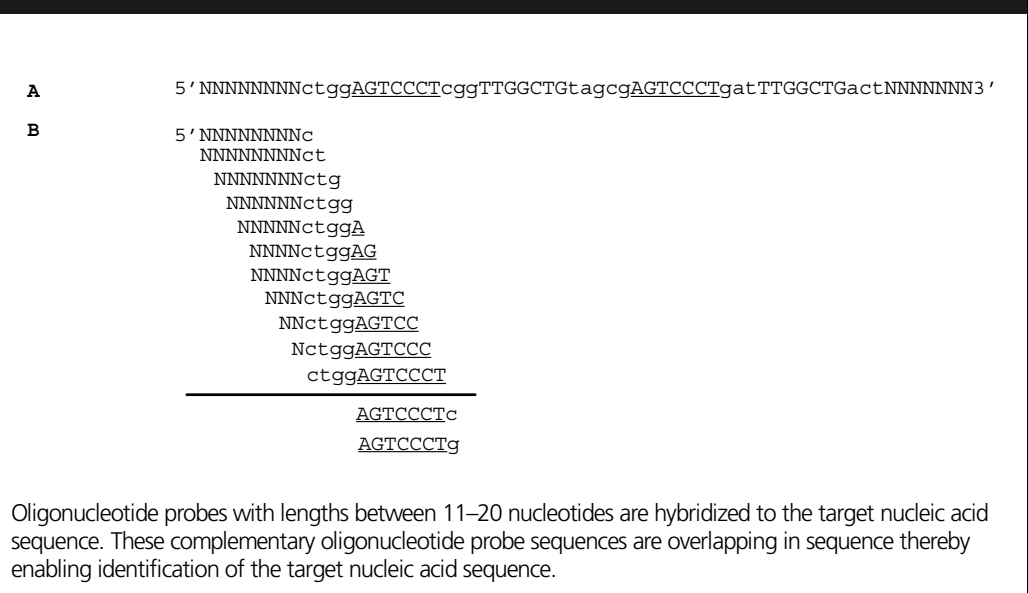 A 5’NNNNNNNNctggAGTCCCTcggTTGGCTGtagcgAGTCCCTgatTTGGCTGactNNNNNNN3’
B 5’NNNNNNNNc
NNNNNNNNct
NNNNNNNctg
NNNNNNctgg
NNNNNctggA
NNNNctggAG
NNNNctggAGT
NNNctggAGTC
NNctggAGTCC
NctggAGTCCC
ctggAGTCCCT
AGTCCCTc
AGTCCCTg
Oligonucleotide probes with lengths between 11–20 nucleotides are hybridized to the target nucleic acid
sequence. These complementary oligonucleotide probe sequences are overlapping in sequence thereby
enabling identification of the target nucleic acid sequence.